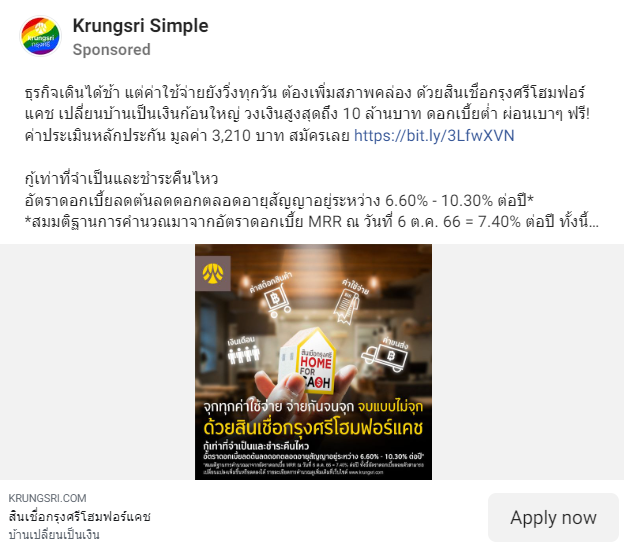 Krungsri Simple
Sponsored
krungsri
กรุงศรี
ธุรกิจเดินได้ช้า แต่ค่าใช้จ่ายยังวิ่งทุกวัน ต้องเพิ่มสภาพคล่อง ด้วยสินเชื่อกรุงศรีโฮมฟอร์
แคช เปลี่ยนบ้านเป็นเงินก้อนใหญ่ วงเงินสูงสุดถึง 10 ล้านบาท ดอกเบี้ยต่ำ ผ่อนเบาๆ ฟรี!
ค่าประเมินหลักประกัน มูลค่า 3,210 บาท สมัครเลย https://bit.ly/3LfwXVN
กู้เท่าที่จำเป็นและชำระคืนไหว
อัตราดอกเบี้ยลดต้นลดดอกตลอดอายุสัญญาอยู่ระหว่าง 6.60% - 10.30% ต่อปี*
*สมมติฐานการคำนวณมาจากอัตราดอกเบี้ย MRR ณ วันที่ 6 ต.ค. 66 = 7.40% ต่อปี ทั้งนี้...
ค่าสต็อกสินค้า
ค่าใช้จ่าย
เงินเดือน
ค่าขนส่ง
สินเชื่อกรุงศรี
HOME
FOR
CASH
จุกทุกค่าใช้จ่าย จ่ายกันจนจุก จบแบบไม่จุก
ด้วยสินเชื่อกรุงศรีโฮมฟอร์แคช
กู้เท่าที่จำเป็นและชำระคืนไหว
อัตราดอกเบี้ยลดต้นลดดอกตลอดอายุสัญญาอยู่ระหว่าง 6.60% - 10.30% ต่อปี*
KRUNGSRI.COM
สินเชื่อกรุงศรีโฮมฟอร์แคช
บ้านเปลี่ยนเป็นเงิน
Apply now